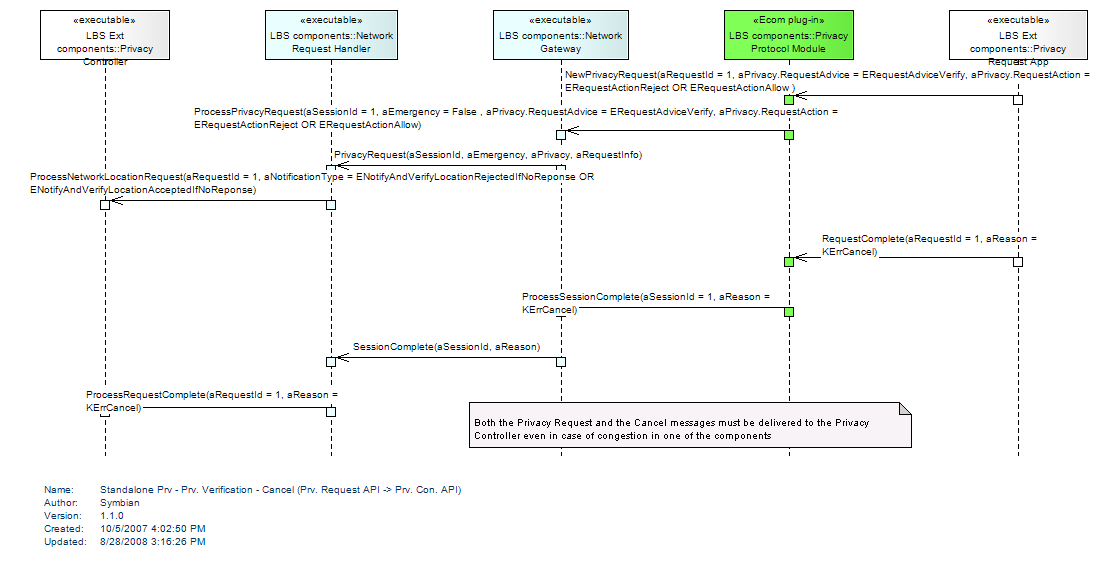 «executable»
LBS Ext
components::Privacy
Controller
«executable»
LBS components::Network
Request Handler
«executable»
LBS components::Network
Gateway
«Ecom plug-in»
LBS components::Privacy
Protocol Module
«executable»
LBS Ext
components::Privacy
Request App
NewPrivacyRequest(aRequestId = 1, aPrivacy.RequestAdvice = ERequestAdviceVerify, aPrivacy.RequestAction =
ERequestActionReject OR ERequestActionAllow )
ProcessPrivacyRequest(aSessionId = 1, aEmergency = False , aPrivacy.RequestAdvice = ERequestAdviceVerify, aPrivacy.RequestAction =
ERequestActionReject OR ERequestActionAllow)
PrivacyRequest(aSessionId, aEmergency, aPrivacy, aRequestInfo)
ProcessNetworkLocationRequest(aRequestId = 1, aNotificationType = ENotifyAndVerifyLocationRejectedIfNoReponse OR
ENotifyAndVerifyLocationAcceptedIfNoReponse)
RequestComplete(aRequestId = 1, aReason =
KErrCancel)
ProcessSessionComplete(aSessionId = 1, aReason =
KErrCancel)
SessionComplete(aSessionId, aReason)
ProcessRequestComplete(aRequestId = 1, aReason =
KErrCancel)
Both the Privacy Request and the Cancel messages must be delivered to the Privacy
Controller even in case of congestion in one of the components
Name: Standalone Prv - Prv. Verification - Cancel (Prv. Request API -> Prv. Con. API)
Author: Symbian
Version: 1.1.0
Created: 10/5/2007 4:02:50 PM
Updated: 8/28/2008 3:16:26 PM